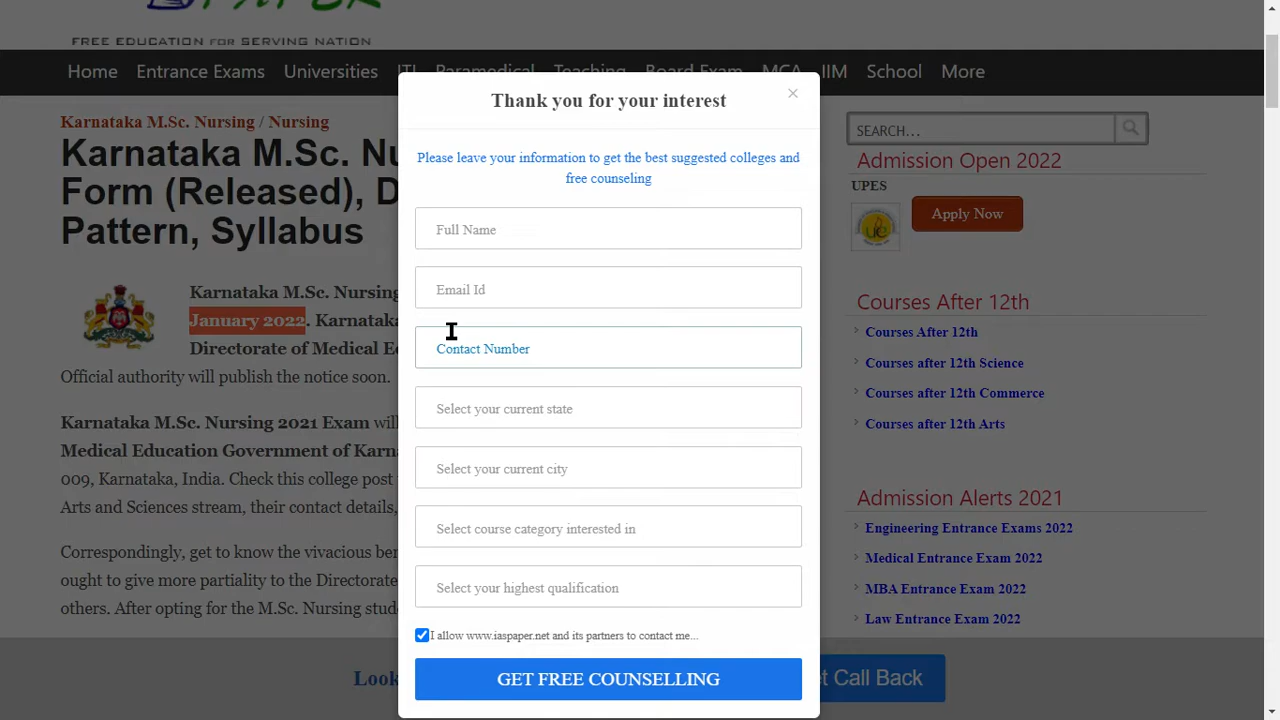 FREE EDUCATION FOR SERVING NATION
Home Entrance Exams Universities ITI Paramedical Teaching Board Exam MCA IIM School More
Karnataka M.Sc. Nursing / Nursing
Karnataka M.Sc. Nu
Form (Released), D
Pattern, Syllabus
Karnataka M.Sc. Nursing
January 2022. Karnataka
Directorate of Medical E
Official authority will publish the notice soon.
Karnataka M.Sc. Nursing 2021 Exam will
Medical Education Government of Karn
009, Karnataka, India. Check this college post
Arts and Sciences stream, their contact details,
Correspondingly, get to know the vivacious ben
ought to give more partiality to the Directorate
others. After opting for the M.Sc. Nursing stud
Thank you for your interest
×
Please leave your information to get the best suggested colleges and
free counseling
Full Name
Email Id
Contact Number
Select your current state
Select your current city
Select course category interested in
Select your highest qualification
I allow www.iaspaper.net and its partners to contact me...
GET FREE COUNSELLING
Look
t Call Back
SEARCH...
Admission Open 2022
UPES
Apply Now
Courses After 12th
Courses After 12th
Courses after 12th Science
Courses after 12th Commerce
Courses after 12th Arts
Admission Alerts 2021
Engineering Entrance Exams 2022
Medical Entrance Exam 2022
MBA Entrance Exam 2022
Law Entrance Exam 2022